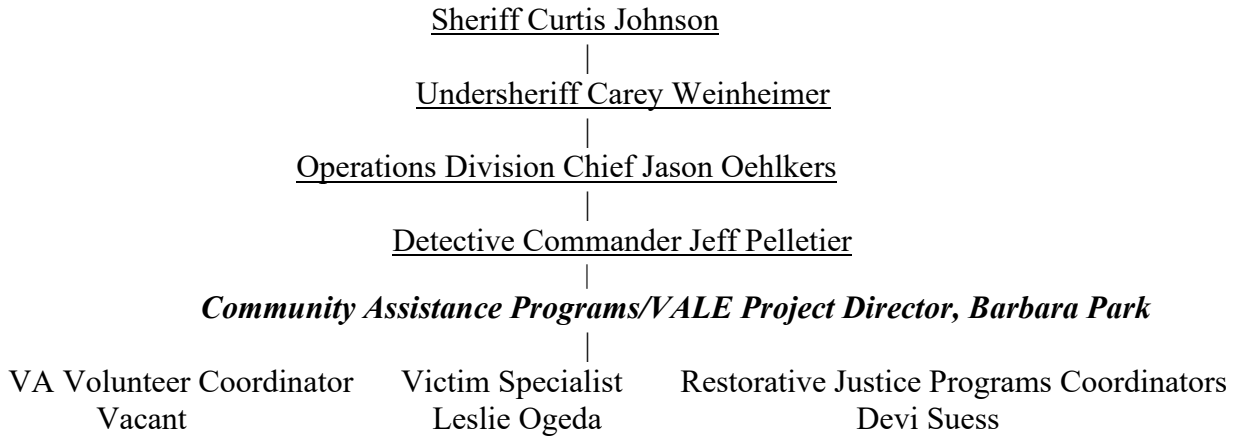 Sheriff Curtis Johnson
|
Undersheriff Carey Weinheimer
|
Operations Division Chief Jason Oehlkers
|
Detective Commander Jeff Pelletier
|
Community Assistance Programs/VALE Project Director, Barbara Park
|
VA Volunteer Coordinator Victim Specialist Restorative Justice Programs Coordinators
Vacant Leslie Ogeda Devi Suess